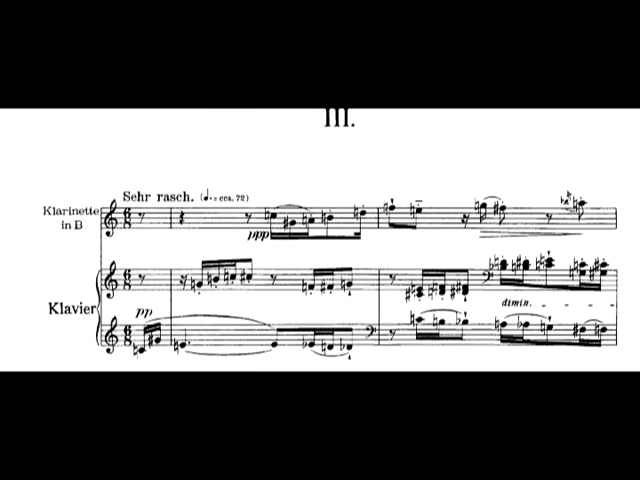 III.
Sehr rasch. (♩. = cca. 72)
Klarinette
in B
ppp
Klavier
pp
dimin.